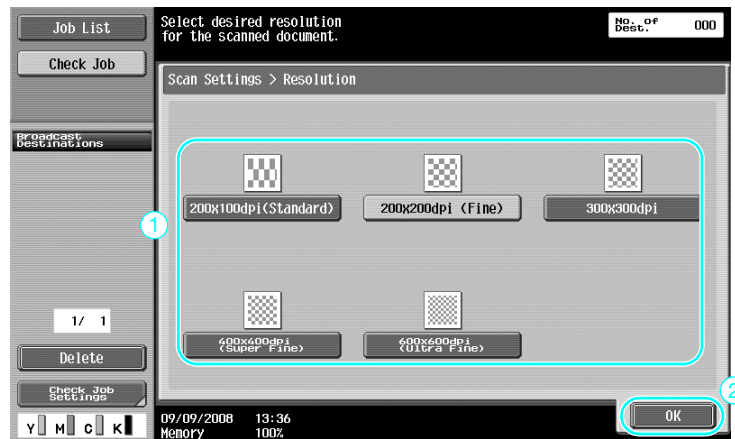 Job List
Check Job
Select desired resolution
for the scanned document.
No. of
Dest.
000
Scan Settings > Resolution
Broadcast
Destinations
1
200x100dpi(Standard)
200x200dpi (Fine)
300x300dpi
400x400dpi
(Super Fine)
600x600dpi
(Ultra Fine)
1/ 1
Delete
Check Job
Settings
2
OK
Y M C K
09/09/2008 13:36
Memory 100%